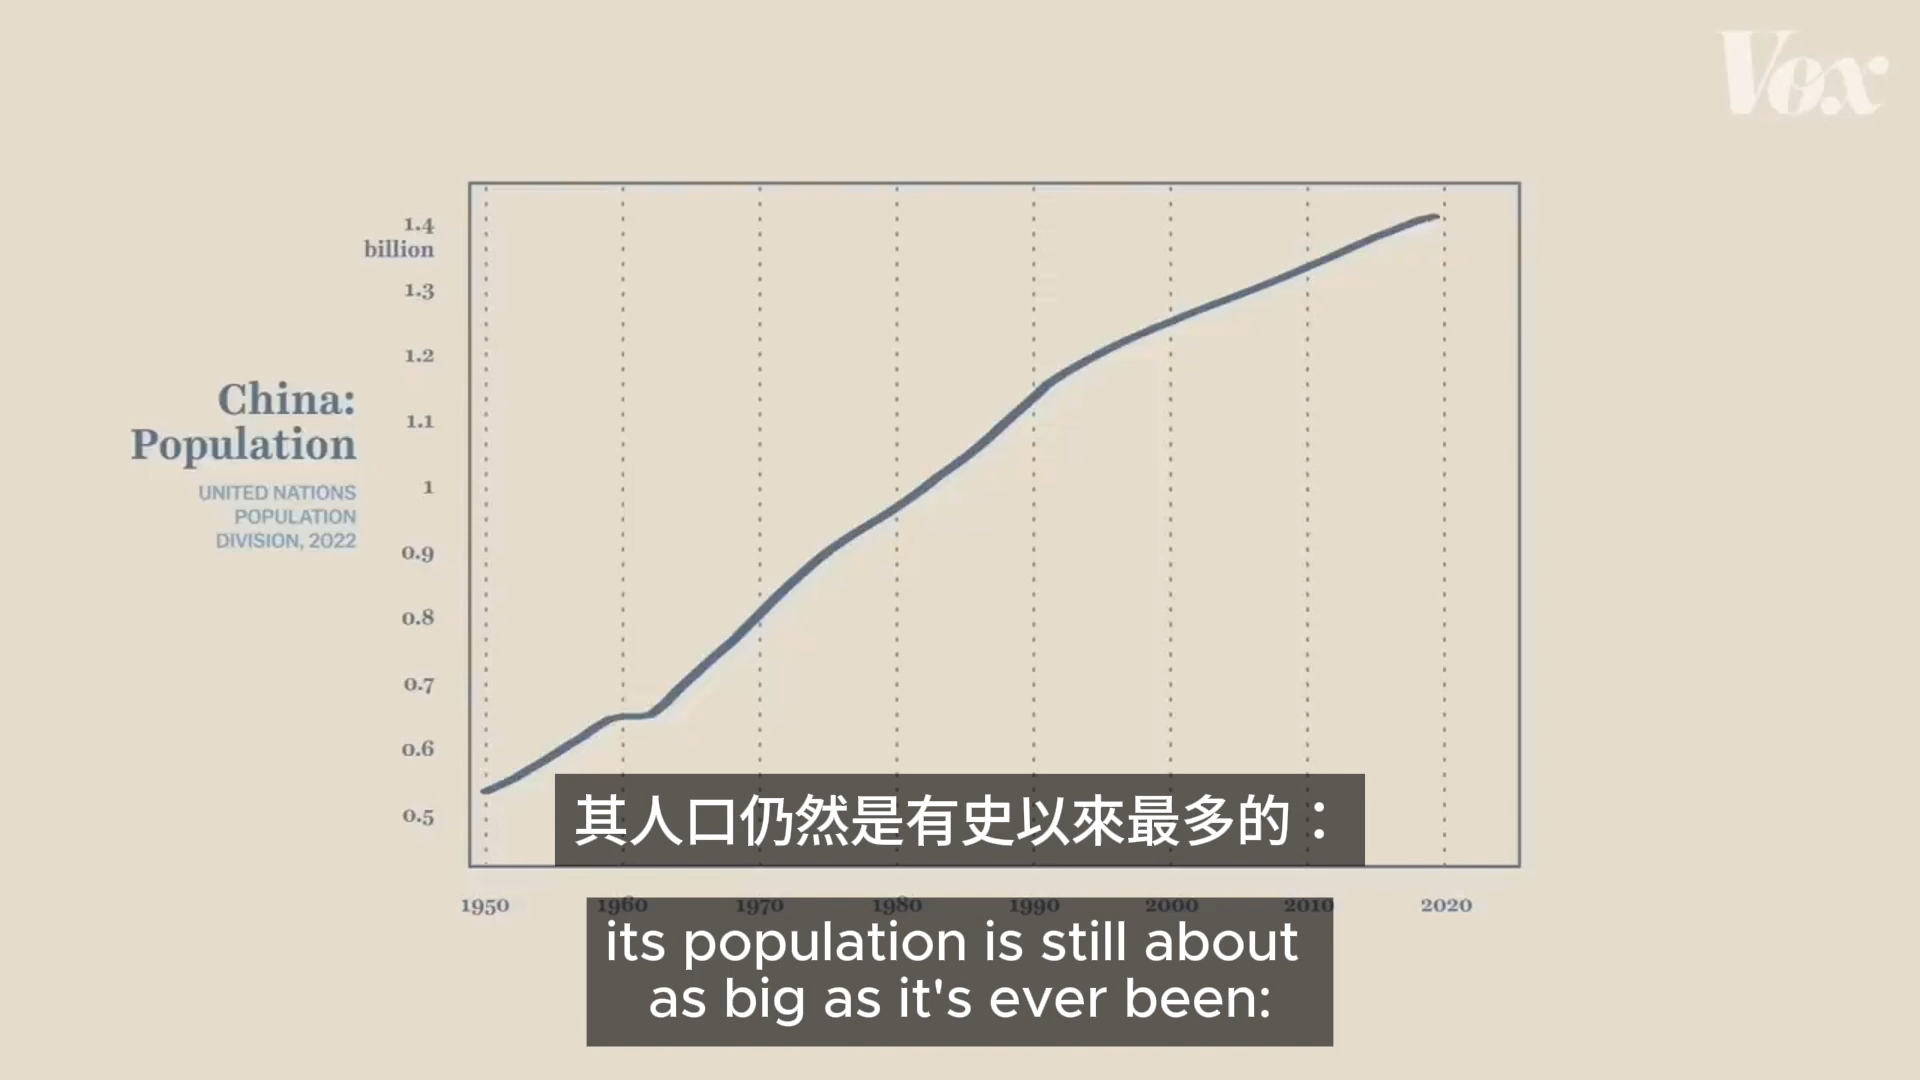 Vox
1.4
billion
1.3
1.2
1.1
1
0.9
0.8
0.7
0.6
0.5
China:
Population
UNITED NATIONS
POPULATION
DIVISION, 2022
其人口仍然是有史以來最多的：
1950 1960 1970 1980 1990 2000 2010 2020
its population is still about
as big as it's ever been: